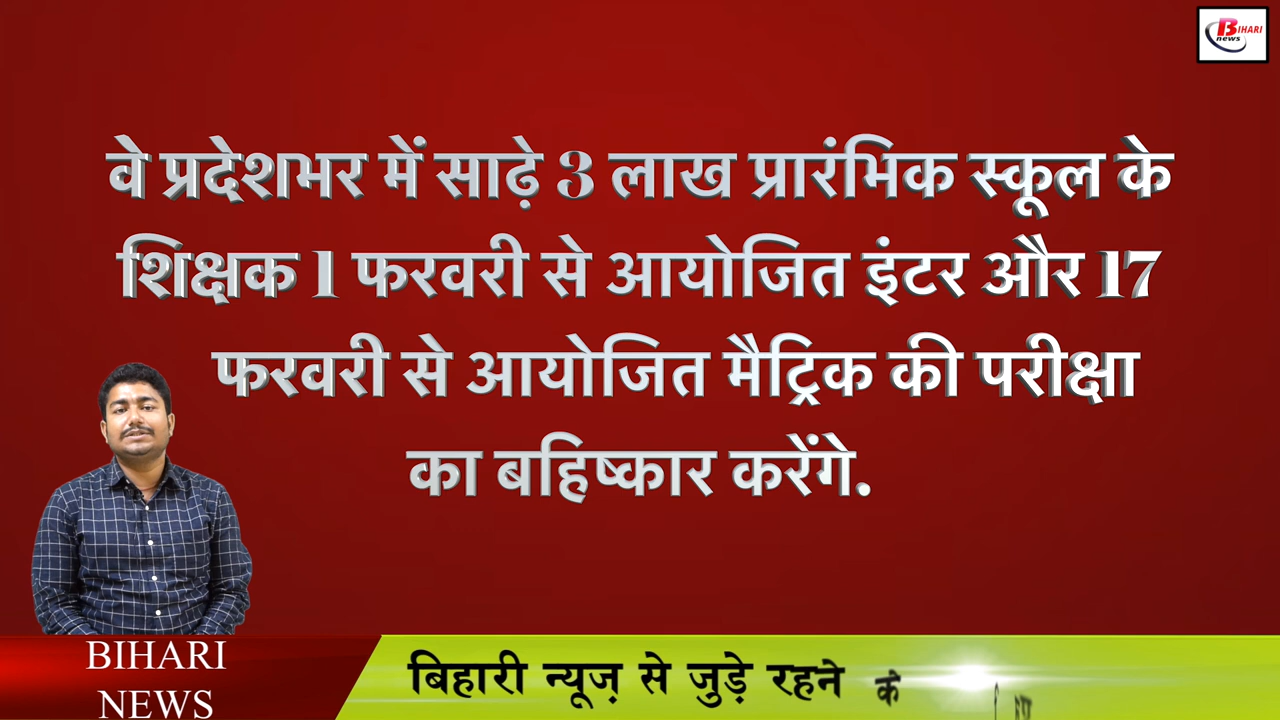 BIHARI
news
वे प्रदेशभर में साढ़े 3 लाख प्रारंभिक स्कूल के
शिक्षक 1 फरवरी से आयोजित इंटर और 17
फरवरी से आयोजित मैट्रिक की परीक्षा
का बहिष्कार करेंगे.
BIHARI
NEWS
बिहारी न्यूज़ से जुड़े रहने